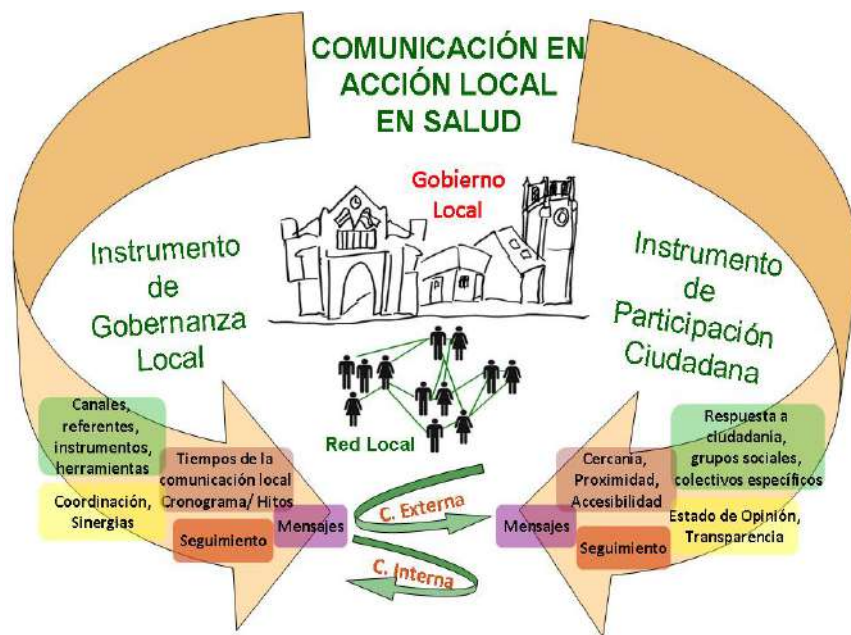 COMUNICACIÓN EN
ACCIÓN LOCAL
EN SALUD
Gobierno
Local
Instrumento
de
Gobernanza
Local
Instrumento
de
Participación
Ciudadana
Red Local
Canales,
referentes,
instrumentos,
herramientas
Tiempos de la
comunicación local
Cronograma/ Hitos
Coordinación,
Sinergias
Seguimiento
Mensajes
C. Externa
C. Interna
Mensajes
Cercanía,
Proximidad,
Accesibilidad
Respuesta a
ciudadanía,
grupos sociales,
colectivos específicos
Seguimiento
Estado de Opinión,
Transparencia